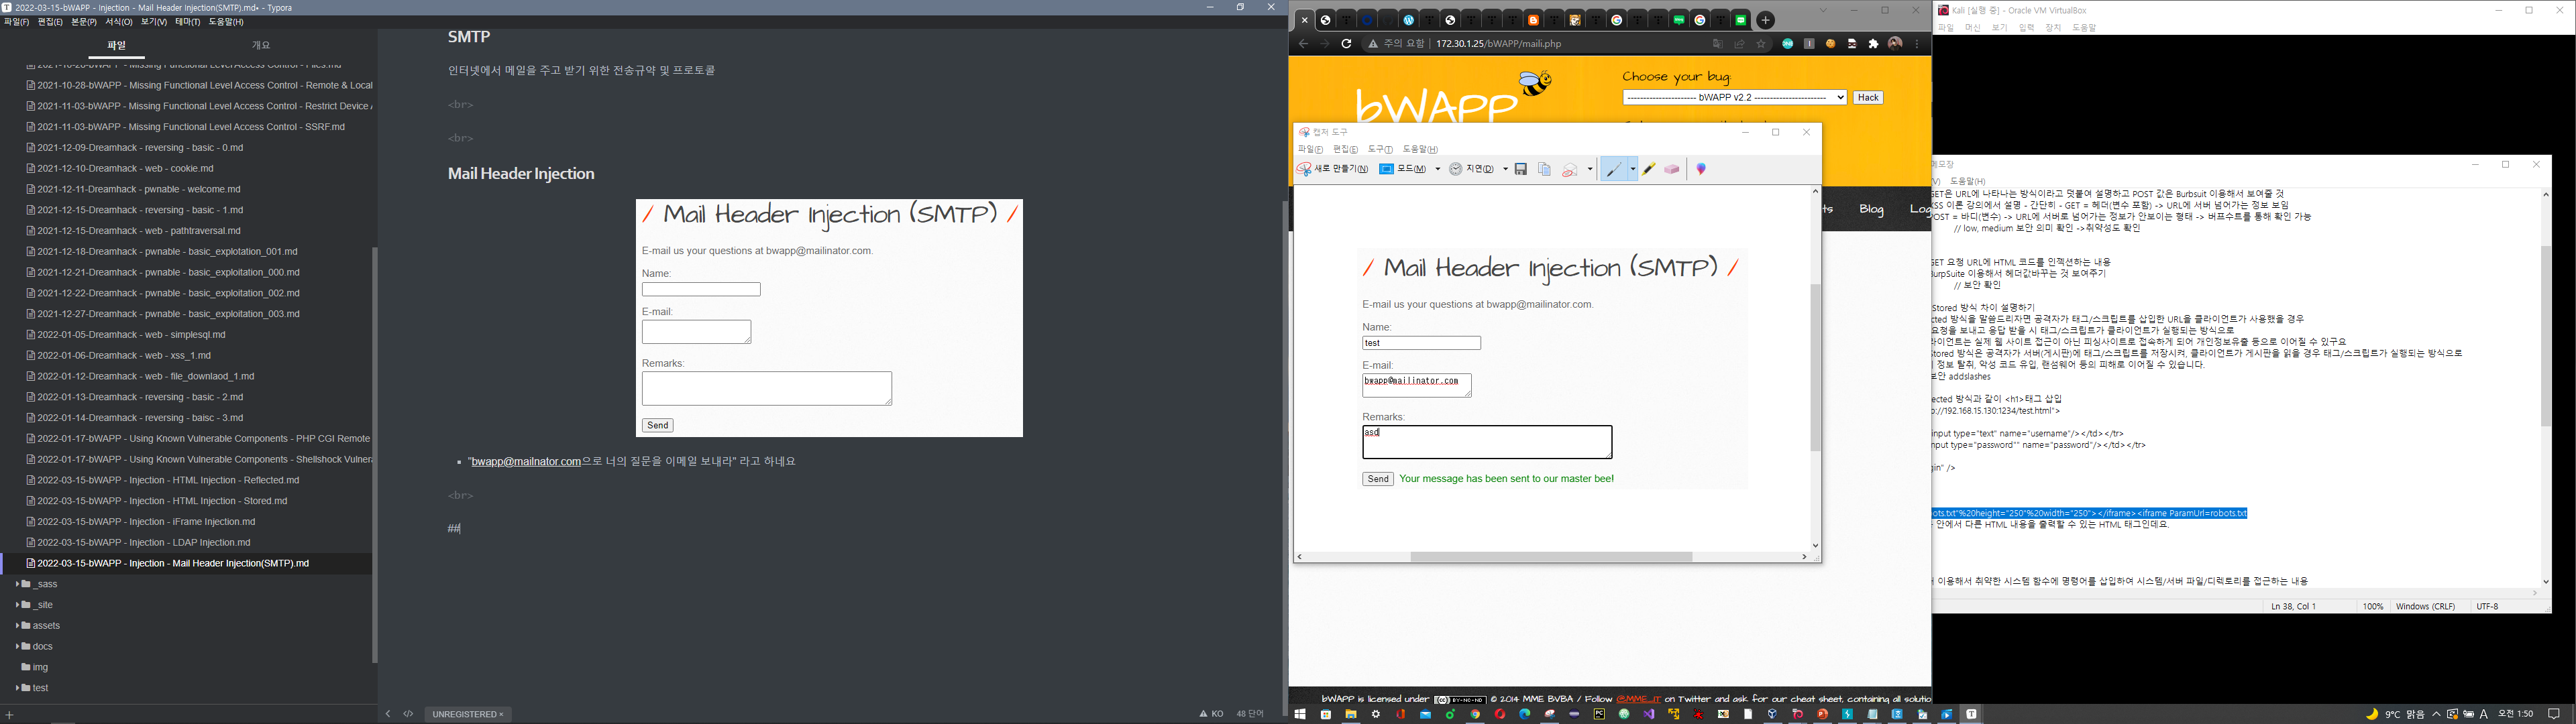 2022-03-15-bWAPP - Injection - Mail Header Injection(SMTP).md• - Typora
파일(F) 편집(E) 본문(P) 서식(O) 보기(V) 테마(T) 도움말(H)
파일 개요
2021-10-28-bWAPP - Missing Functional Level Access Control - Files.md
2021-10-28-bWAPP - Missing Functional Level Access Control - Remote & Local
2021-11-03-bWAPP - Missing Functional Level Access Control - Restrict Device
2021-11-03-bWAPP - Missing Functional Level Access Control - SSRF.md
2021-12-09-Dreamhack - reversing - basic - 0.md
2021-12-10-Dreamhack - web - cookie.md
2021-12-11-Dreamhack - pwnable - welcome.md
2021-12-15-Dreamhack - reversing - basic - 1.md
2021-12-15-Dreamhack - web - pathtraversal.md
2021-12-18-Dreamhack - pwnable - basic_explotation_001.md
2021-12-21-Dreamhack - pwnable - basic_exploitation_000.md
2021-12-22-Dreamhack - pwnable - basic_exploitation_002.md
2021-12-27-Dreamhack - pwnable - basic_exploitation_003.md
2022-01-05-Dreamhack - web - simplesql.md
2022-01-06-Dreamhack - web - xss_1.md
2022-01-12-Dreamhack - web - file_downlaod_1.md
2022-01-13-Dreamhack - reversing - basic - 2.md
2022-01-14-Dreamhack - reversing - baisc - 3.md
2022-01-17-bWAPP - Using Known Vulnerable Components - PHP CGI Remote
2022-01-17-bWAPP - Using Known Vulnerable Components - Shellshock Vulnera
2022-03-15-bWAPP - Injection - HTML Injection - Reflected.md
2022-03-15-bWAPP - Injection - HTML Injection - Stored.md
2022-03-15-bWAPP - Injection - iFrame Injection.md
2022-03-15-bWAPP - Injection - LDAP Injection.md
2022-03-15-bWAPP - Injection - Mail Header Injection(SMTP).md
_sass
_site
assets
docs
img
test
SMTP
인터넷에서 메일을 주고 받기 위한 전송규약 및 프로토콜
<br>
<br>
Mail Header Injection
/ Mail Header Injection (SMTP) /
E-mail us your questions at bwapp@mailinator.com.
Name:
E-mail:
Remarks:
Send
"bwapp@mailnator.com으로 너의 질문을 이메일 보내라" 라고 하네요
<br>
##
UNREGISTERED ×
KO 48 단어
주의 요함 | 172.30.1.25/bWAPP/maili.php
bWAPP
Choose your bug:
---------------------- bWAPP v2.2 -----------------------
Hack
ts Blog Log
캡처 도구
파일(F) 편집(E) 도구(T) 도움말(H)
새로 만들기(N) 모드(M) 지연(D)
/ Mail Header Injection (SMTP) /
E-mail us your questions at bwapp@mailinator.com.
Name:
test
E-mail:
bwapp@mailinator.com
Remarks:
asd
Send Your message has been sent to our master bee!
bWAPP is licensed under BY-NC-ND © 2014 MME BVBA / Follow @MME_IT on Twitter and ask for our cheat sheet, containing all solutio
Kali [실행 중] - Oracle VM VirtualBox
파일 머신 보기 입력 장치 도움말
메모장
V) 도움말(H)
GET은 URL에 나타나는 방식이라고 덧붙여 설명하고 POST 값은 Burbsuit 이용해서 보여줄 것
XSS 이론 강의에서 설명 - 간단히 - GET = 헤더(변수 포함) -> URL에 서버 넘어가는 정보 보임
POST = 바디(변수) -> URL에 서버로 넘어가는 정보가 안보이는 형태 -> 버프수트를 통해 확인 가능
// low, medium 보안 의미 확인 ->취약성도 확인
GET 요청 URL에 HTML 코드를 인젝션하는 내용
BurpSuite 이용해서 헤더값바꾸는 것 보여주기
// 보안 확인
Stored 방식 차이 설명하기
cted 방식을 말씀드리자면 공격자가 태그/스크립트를 삽입한 URL을 클라이언트가 사용했을 경우
요청을 보내고 응답 받을 시 태그/스크립트가 클라이언트가 실행되는 방식으로
라이언트는 실제 웹 사이트 접근이 아닌 피싱사이트로 접속하게 되어 개인정보유출 등으로 이어질 수 있구요
Stored 방식은 공격자가 서버(게시판)에 태그/스크립트를 저장시켜, 클라이언트가 게시판을 읽을 경우 태그/스크립트가 실행되는 방식으로
정보 탈취, 악성 코드 유입, 랜섬웨어 등의 피해로 이어질 수 있습니다.
보안 addslashes
ected 방식과 같이 <h1>태그 삽입
p://192.168.15.130:1234/test.html">
input type="text" name="username"/></td></tr>
nput type="password"" name="password"/></td></tr>
gin" />
ots.txt"%20height="250"%20width="250"></iframe><iframe ParamUrl=robots.txt
안에서 다른 HTML 내용을 출력할 수 있는 HTML 태그인데요.
이용해서 취약한 시스템 함수에 명령어를 삽입하여 시스템/서버 파일/디렉토리를 접근하는 내용
Ln 38, Col 1 100% Windows (CRLF) UTF-8
9°C 맑음 A 오전 1:50